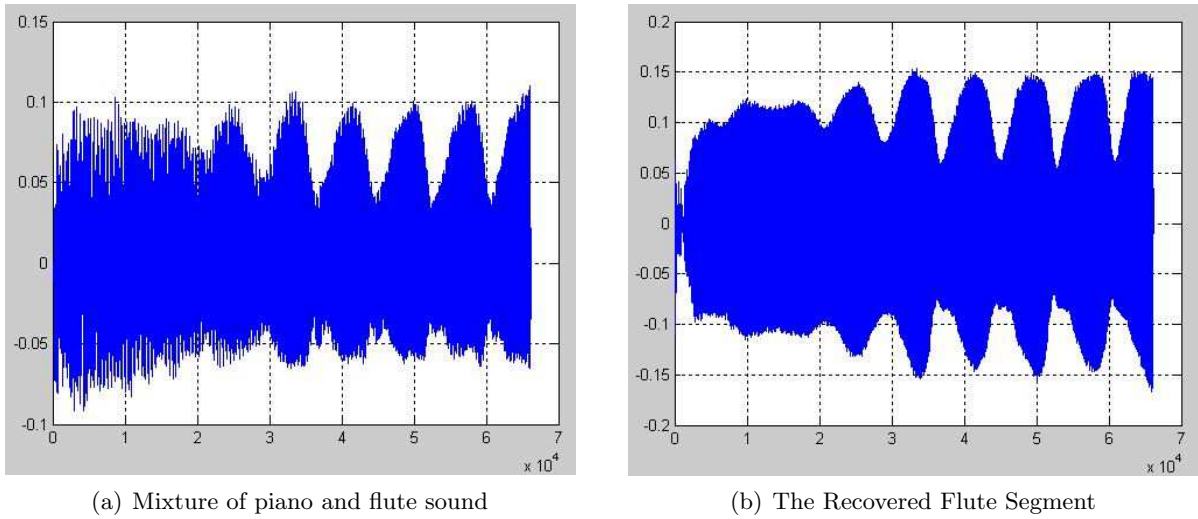 0.15
0.1
0.05
0
-0.05
-0.1
0 1 2 3 4 5 6 7
x 10^4
(a) Mixture of piano and flute sound
0.2
0.15
0.1
0.05
0
-0.05
-0.1
-0.15
-0.2
0 1 2 3 4 5 6 7
x 10^4
(b) The Recovered Flute Segment